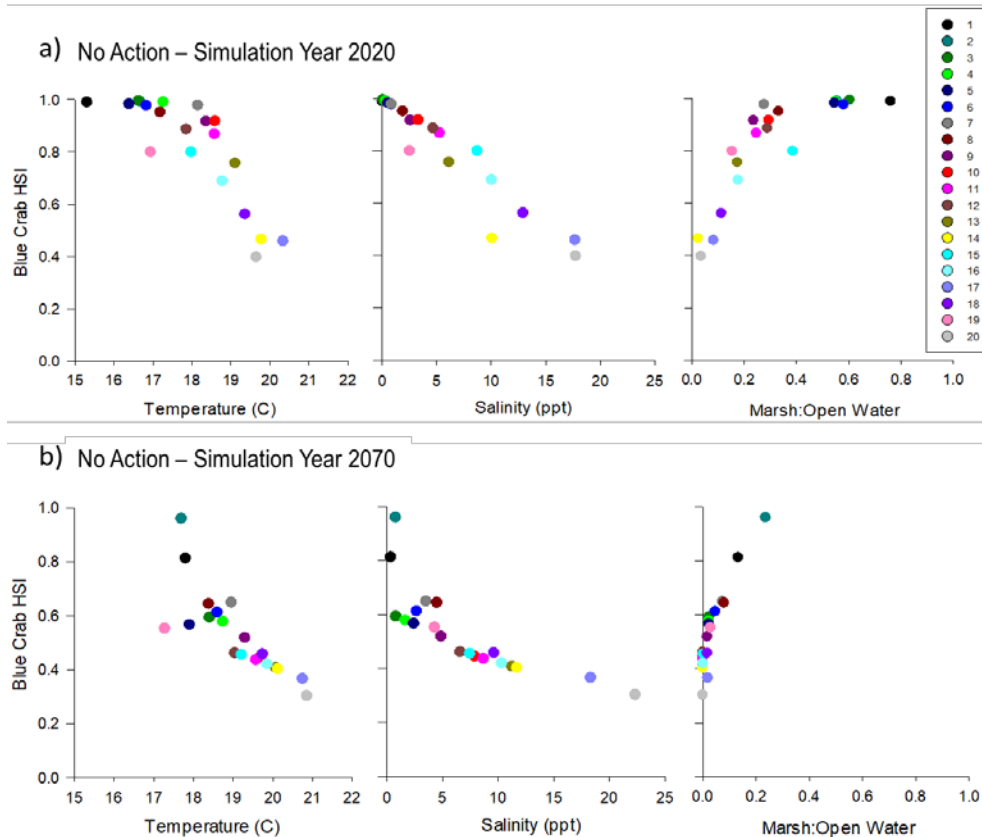 a) No Action – Simulation Year 2020
Blue Crab HSI
1.0
0.8
0.6
0.4
0.2
0.0
15 16 17 18 19 20 21 22
Temperature (C)
0 5 10 15 20 25
Salinity (ppt)
0.0 0.2 0.4 0.6 0.8 1.0
Marsh:Open Water
1
2
3
4
5
6
7
8
9
10
11
12
13
14
15
16
17
18
19
20
b) No Action – Simulation Year 2070
Blue Crab HSI
1.0
0.8
0.6
0.4
0.2
0.0
15 16 17 18 19 20 21 22
Temperature (C)
0 5 10 15 20 25
Salinity (ppt)
0.0 0.2 0.4 0.6 0.8 1.0
Marsh:Open Water